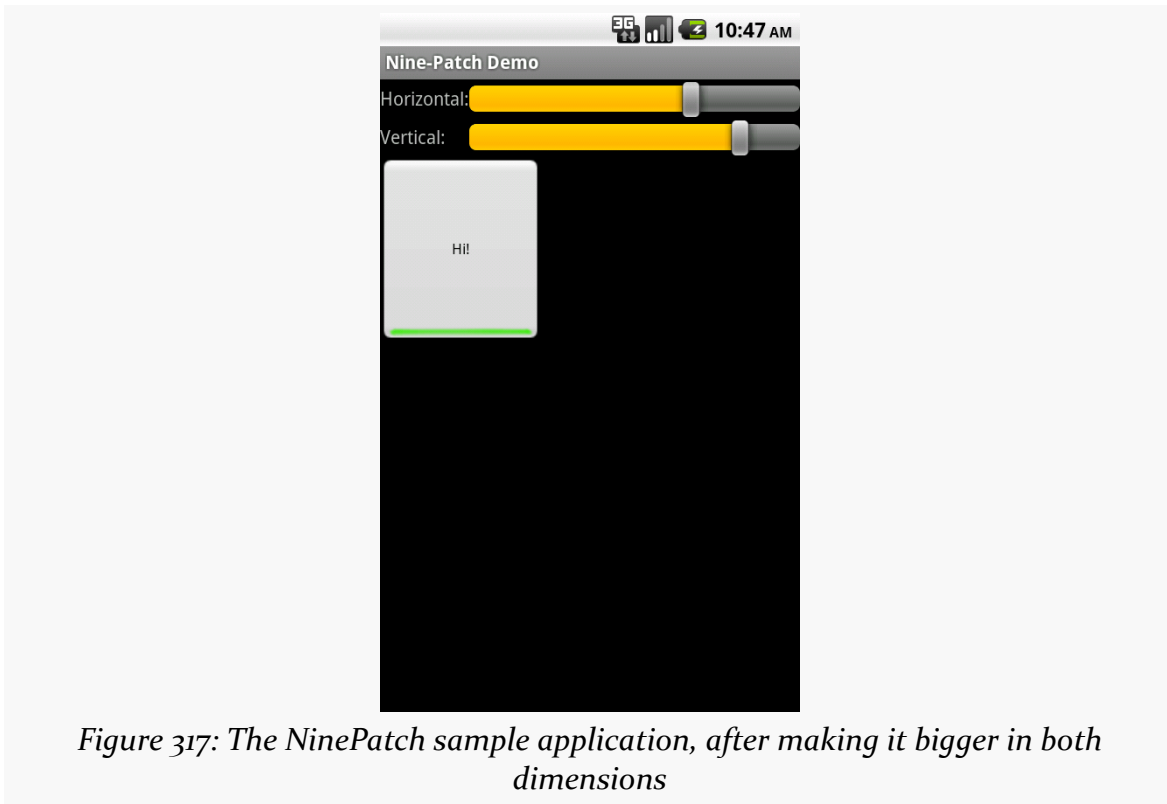 3G 10:47 AM
Nine-Patch Demo
Horizontal:
Vertical:
Hi!
Figure 317: The NinePatch sample application, after making it bigger in both
dimensions